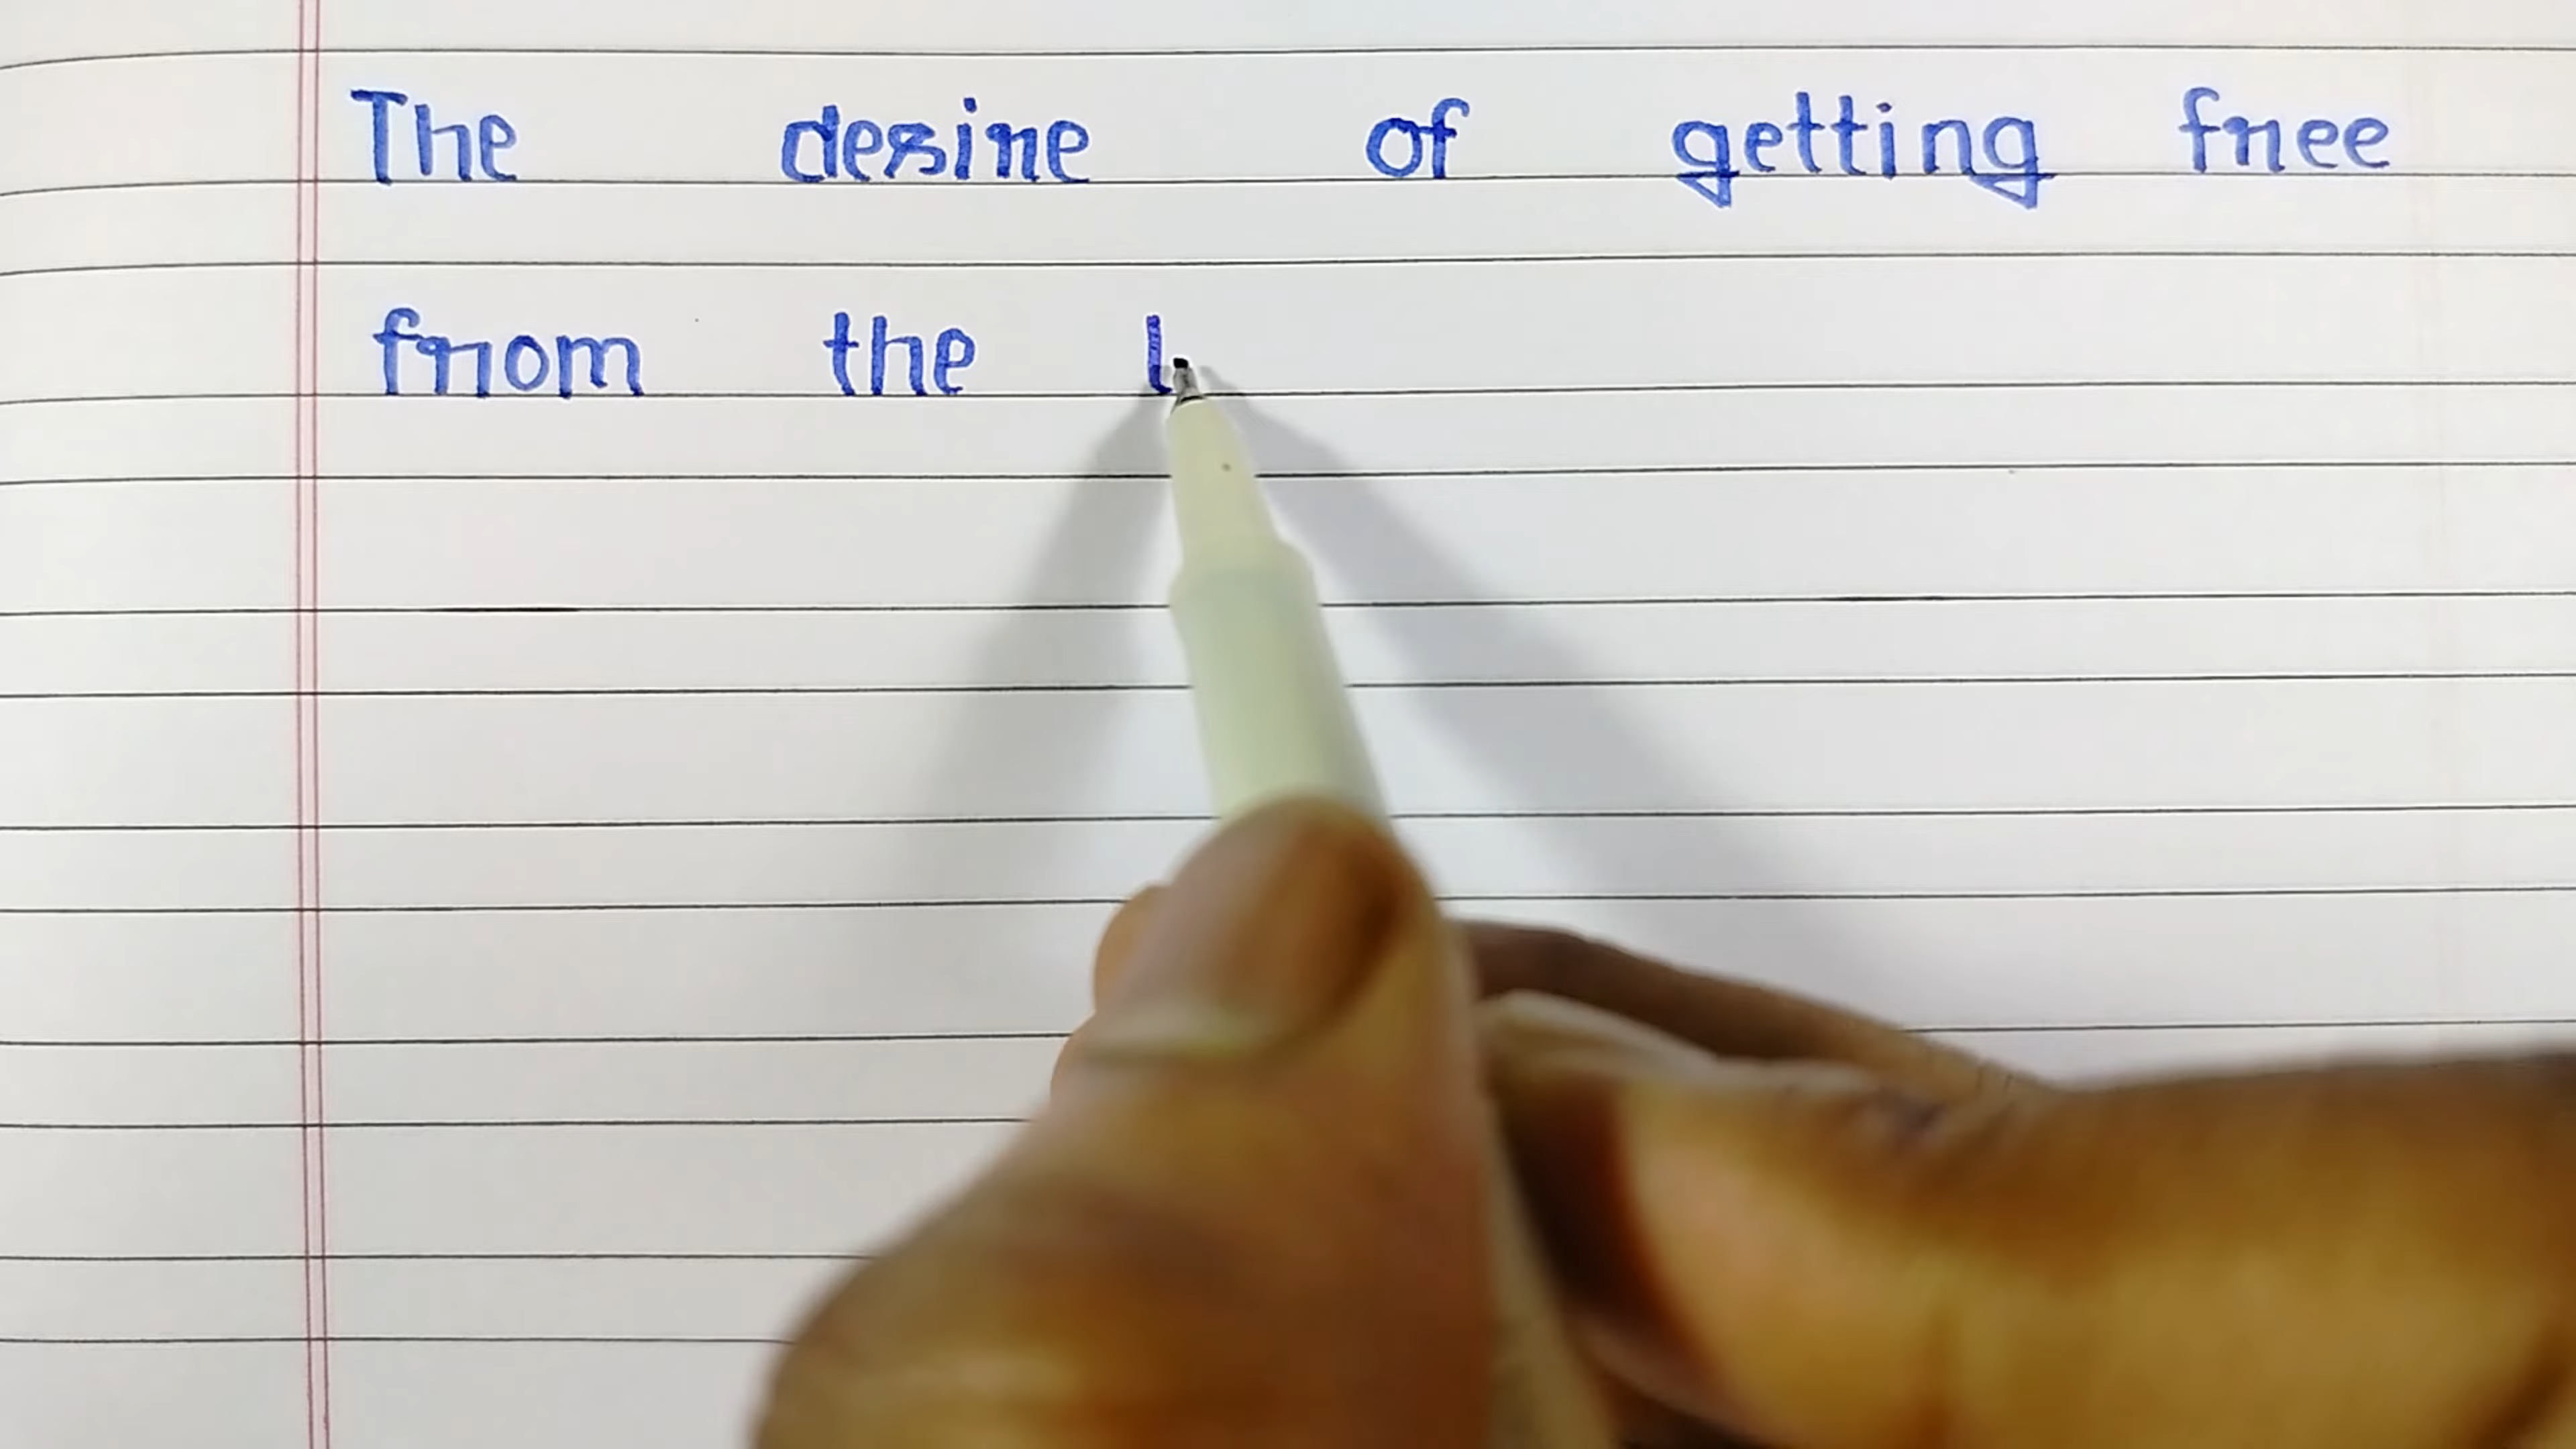 The desire of getting free
from the